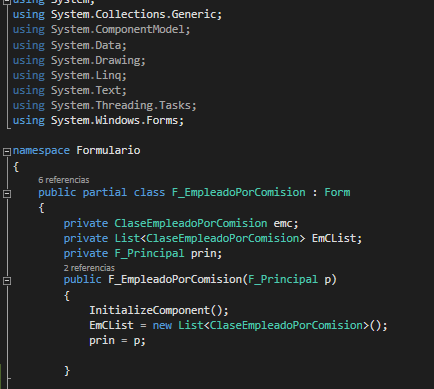 using System;
using System.Collections.Generic;
using System.ComponentModel;
using System.Data;
using System.Drawing;
using System.Linq;
using System.Text;
using System.Threading.Tasks;
using System.Windows.Forms;
namespace Formulario
{
6 referencias
public partial class F_EmpleadoPorComision : Form
{
private ClaseEmpleadoPorComision emc;
private List<ClaseEmpleadoPorComision> EmCList;
private F_Principal prin;
2 referencias
public F_EmpleadoPorComision(F_Principal p)
{
InitializeComponent();
EmCList = new List<ClaseEmpleadoPorComision>();
prin = p;
}